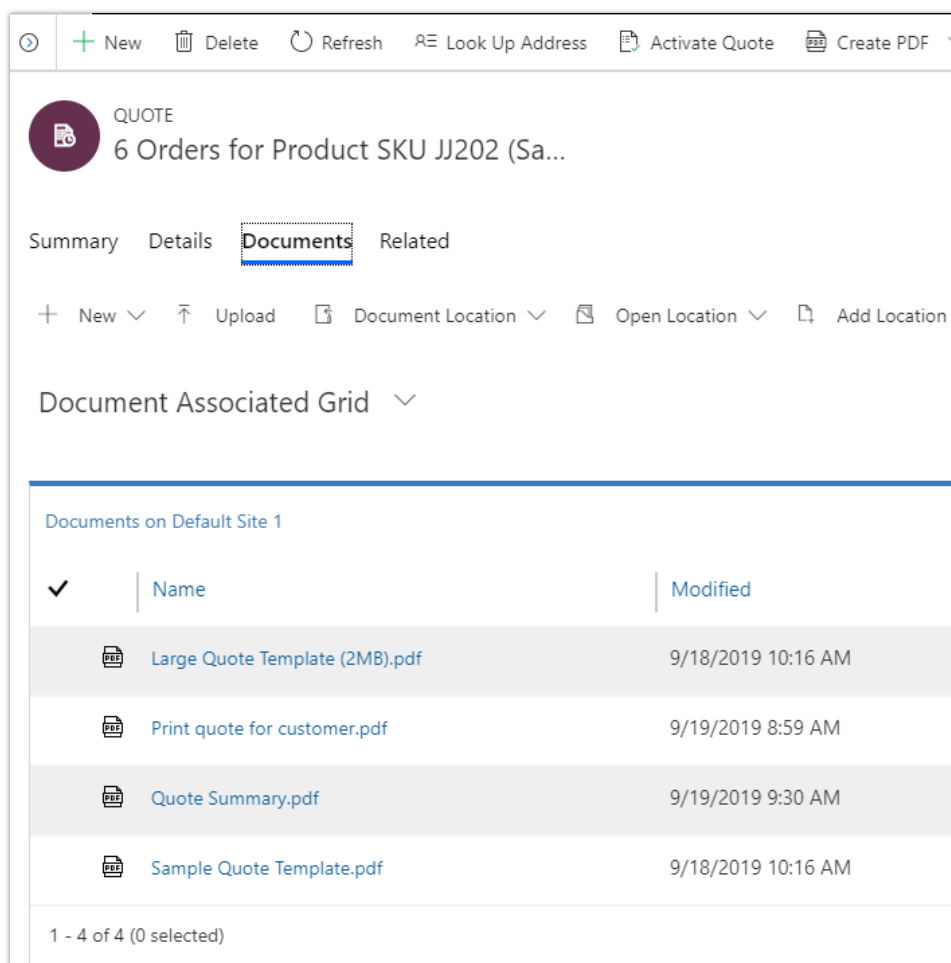 New Delete Refresh Look Up Address Activate Quote Create PDF
QUOTE
6 Orders for Product SKU JJ202 (Sa...
Summary Details Documents Related
New Upload Document Location Open Location Add Location
Document Associated Grid
Documents on Default Site 1
Name Modified
PDF Large Quote Template (2MB).pdf 9/18/2019 10:16 AM
PDF Print quote for customer.pdf 9/19/2019 8:59 AM
PDF Quote Summary.pdf 9/19/2019 9:30 AM
PDF Sample Quote Template.pdf 9/18/2019 10:16 AM
1 - 4 of 4 (0 selected)